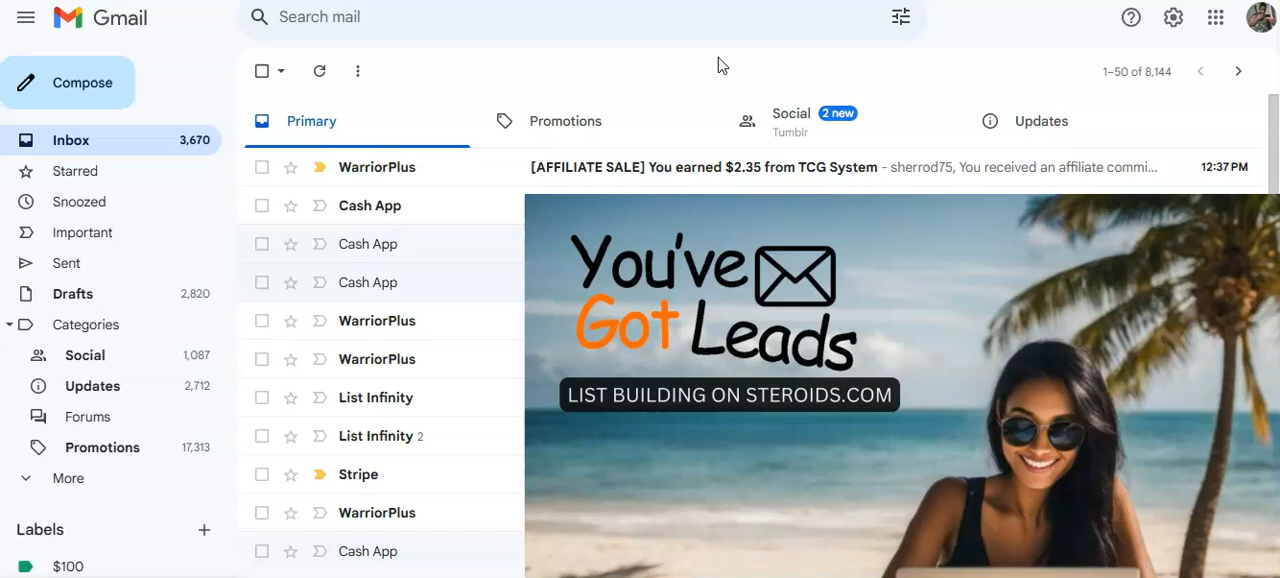 Gmail
Search mail
Compose
1–50 of 8,144
Inbox 3,670
Starred
Snoozed
Important
Sent
Drafts 2,820
Categories
Social 1,087
Updates 2,712
Forums
Promotions 17,313
More
Labels
$100
Primary
Promotions
Social 2 new
Tumblr
Updates
WarriorPlus [AFFILIATE SALE] You earned $2.35 from TCG System - sherrod75, You received an affiliate commi... 12:37 PM
Cash App
Cash App
Cash App
WarriorPlus
WarriorPlus
List Infinity
List Infinity 2
Stripe
WarriorPlus
Cash App
You've
Got Leads
LIST BUILDING ON STEROIDS.COM